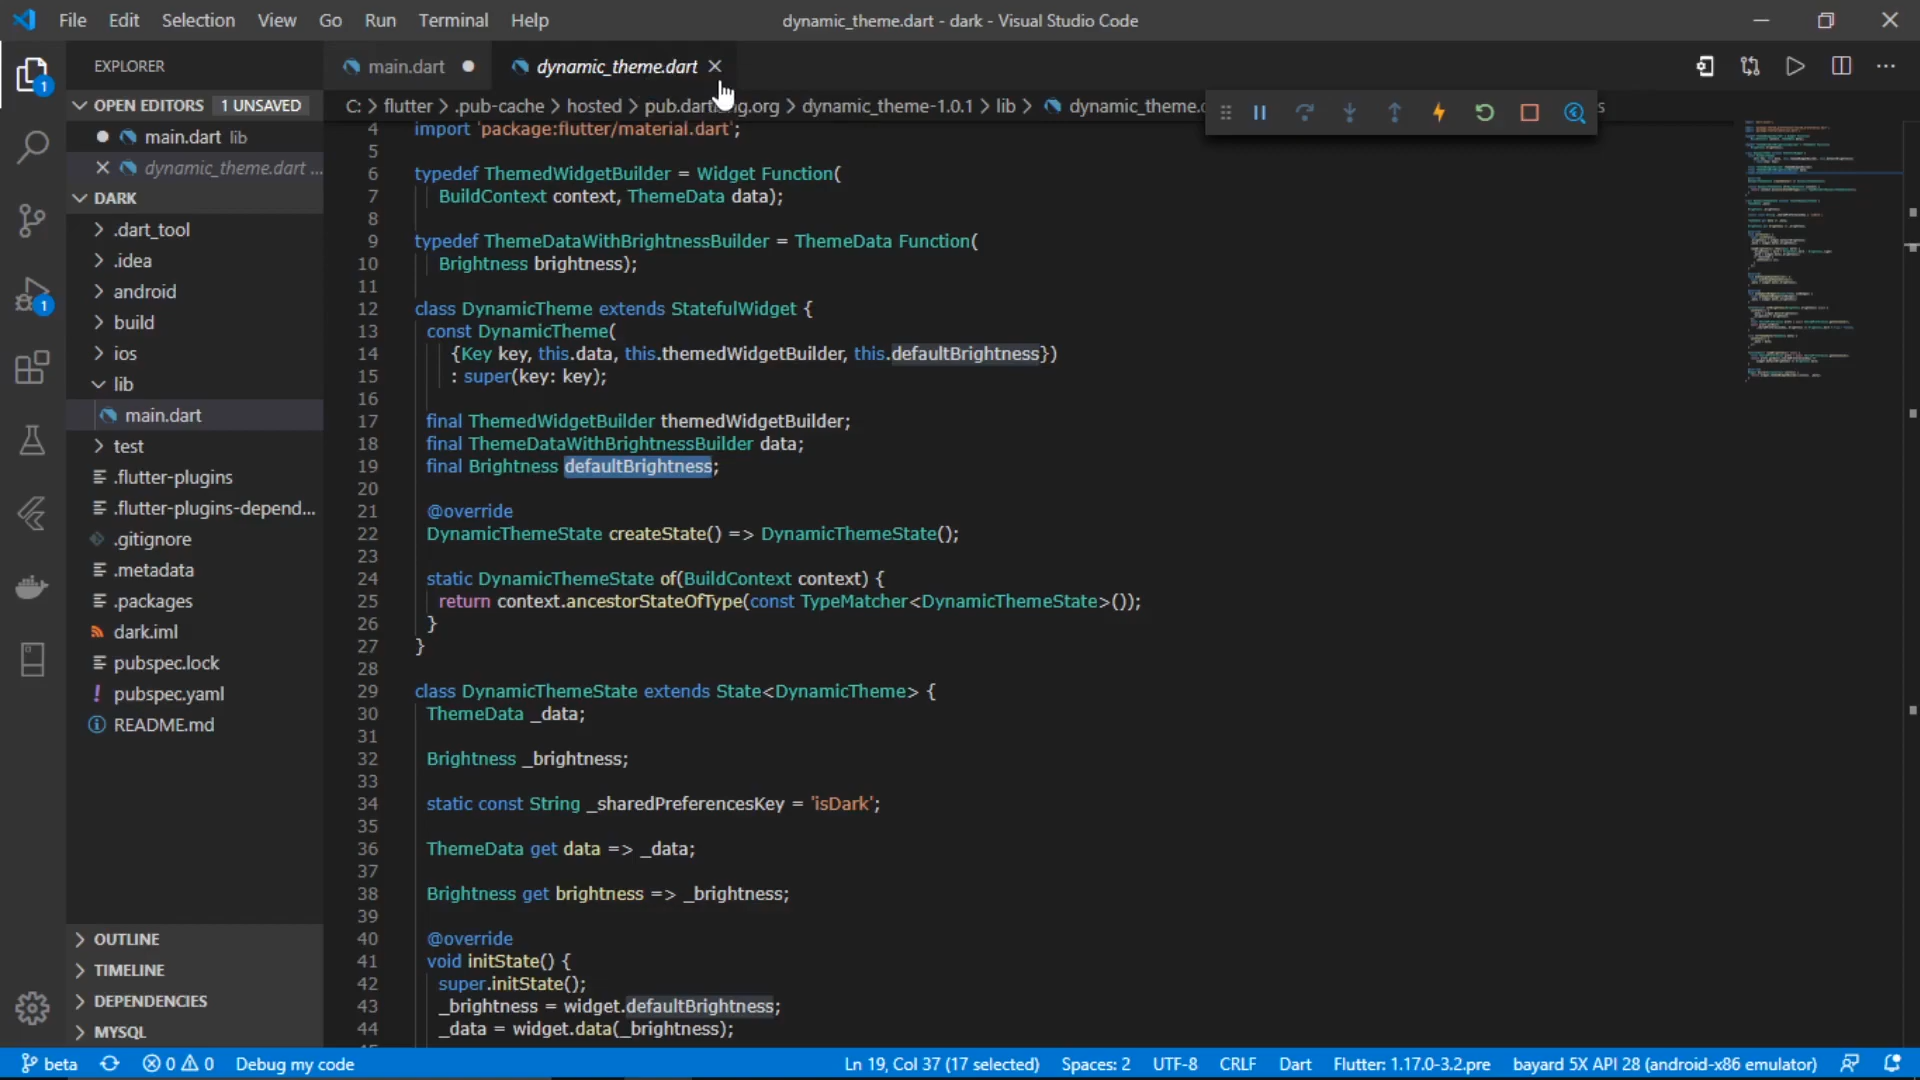 File Edit Selection View Go Run Terminal Help
dynamic_theme.dart - dark - Visual Studio Code
EXPLORER
main.dart
dynamic_theme.dart
OPEN EDITORS 1 UNSAVED
C: > flutter > .pub-cache > hosted > > dynamic_theme-1.0.1 > lib >
main.dart lib
dynamic_theme.dart ...
DARK
.dart_tool
.idea
android
build
ios
lib
main.dart
test
.flutter-plugins
.flutter-plugins-depend...
.gitignore
.metadata
.packages
dark.iml
pubspec.lock
pubspec.yaml
README.md
OUTLINE
TIMELINE
DEPENDENCIES
MYSQL
1
1
4 import 'package:flutter/material.dart';
5
6 typedef ThemedWidgetBuilder = Widget Function(
7 BuildContext context, ThemeData data);
8
9 typedef ThemeDataWithBrightnessBuilder = ThemeData Function(
10 Brightness brightness);
11
12 class DynamicTheme extends StatefulWidget {
13 const DynamicTheme(
14 {Key key, this.data, this.themedWidgetBuilder, this.defaultBrightness})
15 : super(key: key);
16
17 final ThemedWidgetBuilder themedWidgetBuilder;
18 final ThemeDataWithBrightnessBuilder data;
19 final Brightness defaultBrightness;
20
21 @override
22 DynamicThemeState createState() => DynamicThemeState();
23
24 static DynamicThemeState of(BuildContext context) {
25 return context.ancestorStateOfType(const TypeMatcher<DynamicThemeState>());
26 }
27 }
28
29 class DynamicThemeState extends State<DynamicTheme> {
30 ThemeData _data;
31
32 Brightness _brightness;
33
34 static const String _sharedPreferencesKey = 'isDark';
35
36 ThemeData get data => _data;
37
38 Brightness get brightness => _brightness;
39
40 @override
41 void initState() {
42 super.initState();
43 _brightness = widget.defaultBrightness;
44 _data = widget.data(_brightness);
beta 0 0 Debug my code Ln 19, Col 37 (17 selected) Spaces: 2 UTF-8 CRLF Dart Flutter: 1.17.0-3.2.pre bayard 5X API 28 (android-x86 emulator)